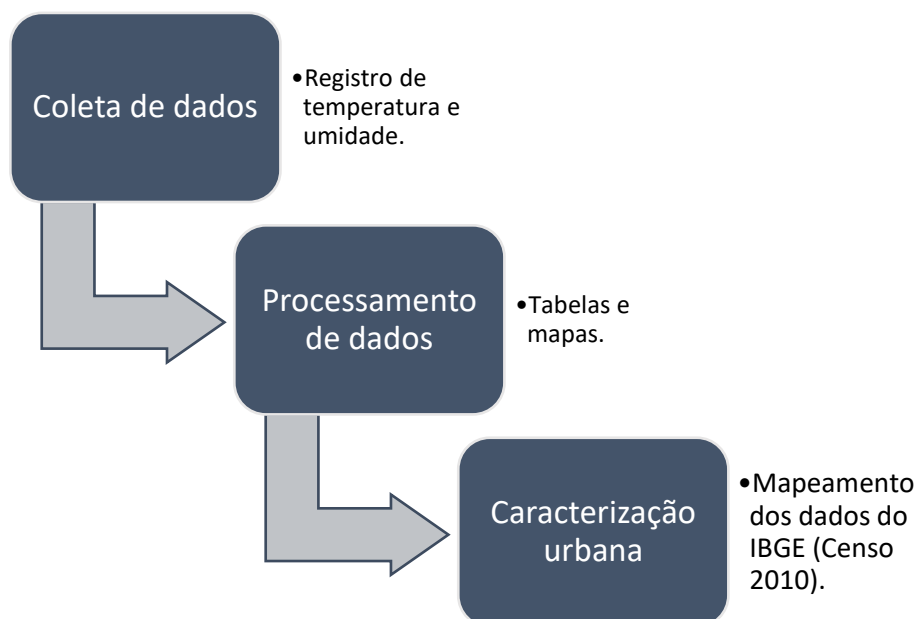 Coleta de dados
•Registro de
temperatura e
umidade.
Processamento
de dados
•Tabelas e
mapas.
Caracterização
urbana
•Mapeamento
dos dados do
IBGE (Censo
2010).